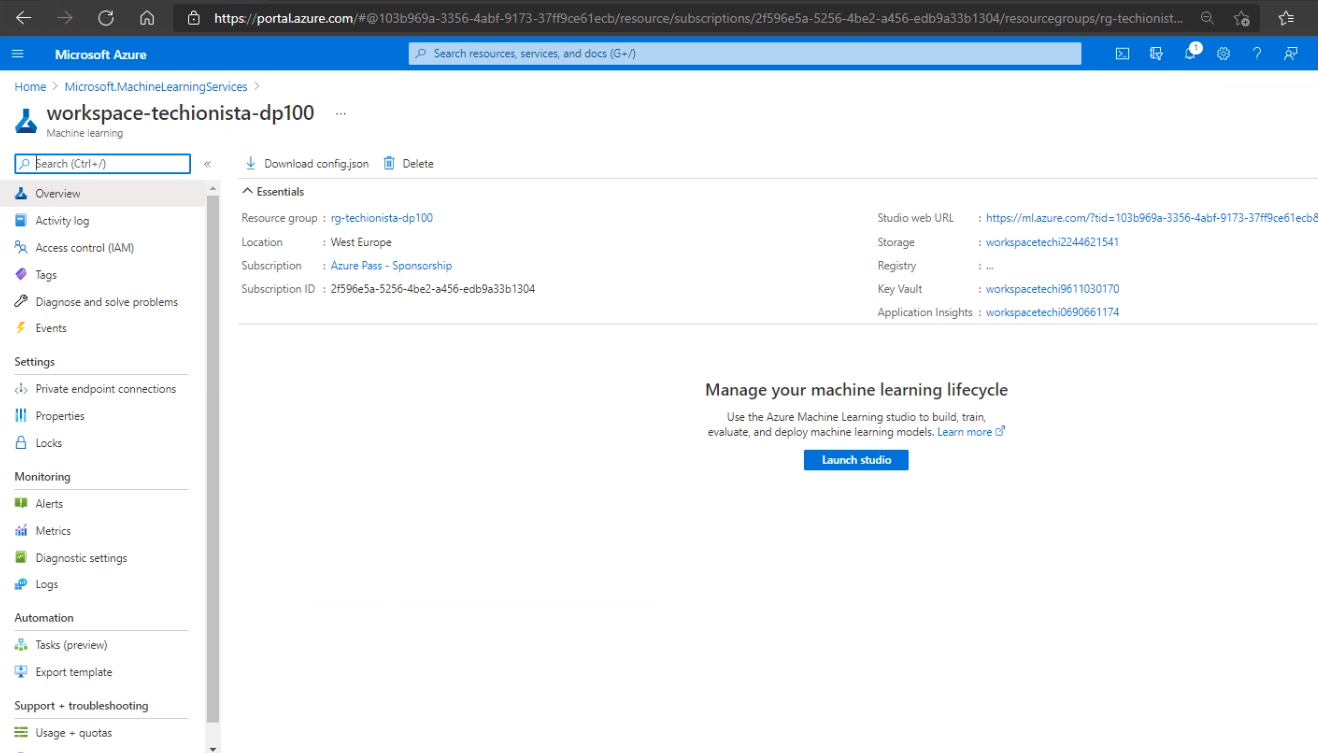 https://portal.azure.com/#@103b969a-3356-4abf-9173-37ff9ce61ecb/resource/subscriptions/2f596e5a-5256-4be2-a456-edb9a33b1304/resourcegroups/rg-techionist...
Microsoft Azure
Search resources, services, and docs (G+/)
1
Home > Microsoft.MachineLearningServices >
workspace-techionista-dp100 ...
Machine learning
Search (Ctrl+/)
«
Download config.json
Delete
Overview
Activity log
Access control (IAM)
Tags
Diagnose and solve problems
Events
Settings
Private endpoint connections
Properties
Locks
Monitoring
Alerts
Metrics
Diagnostic settings
Logs
Automation
Tasks (preview)
Export template
Support + troubleshooting
Usage + quotas
Essentials
Resource group : rg-techionista-dp100
Location : West Europe
Subscription : Azure Pass - Sponsorship
Subscription ID : 2f596e5a-5256-4be2-a456-edb9a33b1304
Studio web URL : https://ml.azure.com/?tid=103b969a-3356-4abf-9173-37ff9ce61ecb&
Storage : workspacetechi2244621541
Registry : ...
Key Vault : workspacetechi9611030170
Application Insights : workspacetechi0690661174
Manage your machine learning lifecycle
Use the Azure Machine Learning studio to build, train,
evaluate, and deploy machine learning models. Learn more
Launch studio